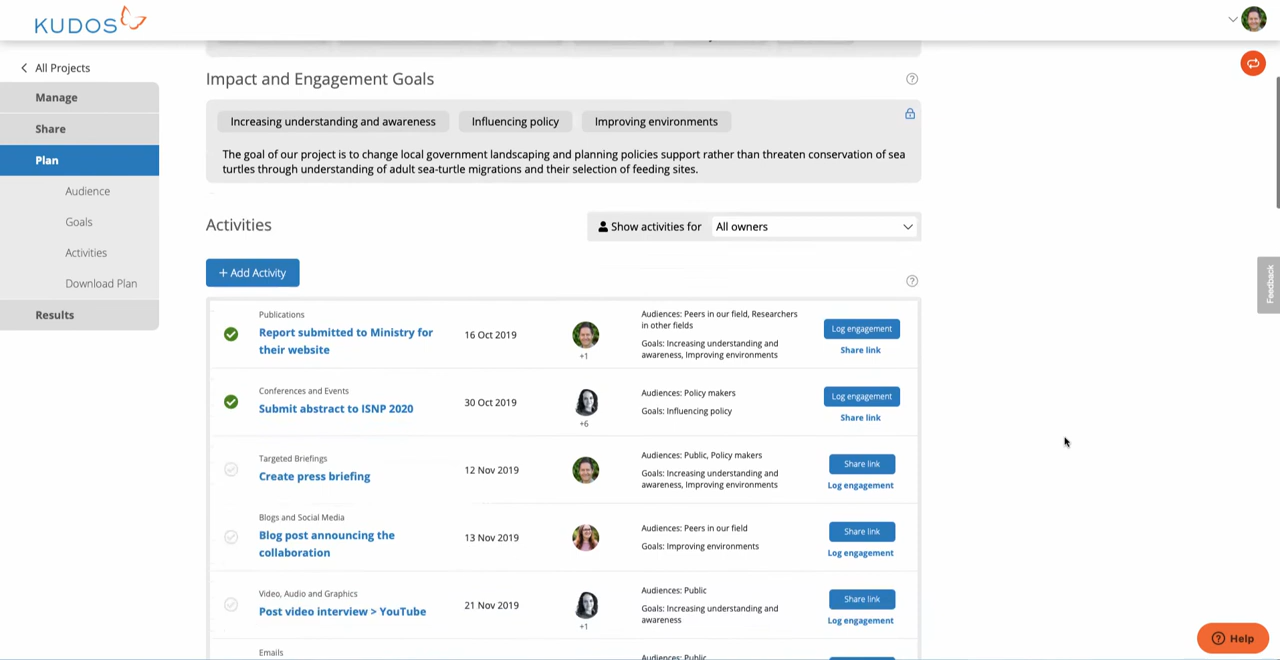 KUDOS
All Projects
Manage
Share
Plan
Audience
Goals
Activities
Download Plan
Results
Impact and Engagement Goals
?
Increasing understanding and awareness
Influencing policy
Improving environments
The goal of our project is to change local government landscaping and planning policies support rather than threaten conservation of sea
turtles through understanding of adult sea-turtle migrations and their selection of feeding sites.
Activities
Show activities for
All owners
+ Add Activity
?
Publications
Report submitted to Ministry for
their website
16 Oct 2019
+1
Audiences: Peers in our field, Researchers
in other fields
Goals: Increasing understanding and
awareness, Improving environments
Log engagement
Share link
Conferences and Events
Submit abstract to ISNP 2020
30 Oct 2019
+6
Audiences: Policy makers
Goals: Influencing policy
Log engagement
Share link
Targeted Briefings
Create press briefing
12 Nov 2019
Audiences: Public, Policy makers
Goals: Increasing understanding and
awareness, Improving environments
Share link
Log engagement
Blogs and Social Media
Blog post announcing the
collaboration
13 Nov 2019
Audiences: Peers in our field
Goals: Improving environments
Share link
Log engagement
Video, Audio and Graphics
Post video interview > YouTube
21 Nov 2019
+1
Audiences: Public
Goals: Increasing understanding and
awareness
Share link
Log engagement
Emails
Audiences: Public
Feedback
? Help